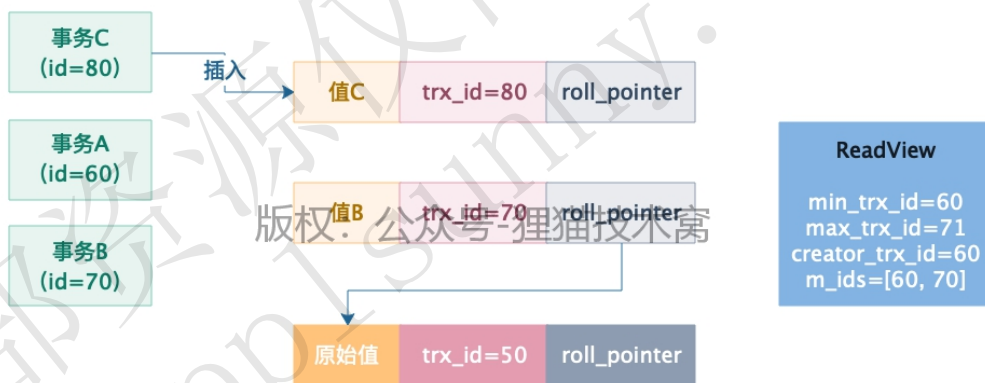 事务C
(id=80)
插入
值C
trx_id=80
roll_pointer
事务A
(id=60)
值B
trx_id=70
roll_pointer
事务B
(id=70)
原始值
trx_id=50
roll_pointer
ReadView
min_trx_id=60
max_trx_id=71
creator_trx_id=60
m_ids=[60, 70]
版权：公众号-狸猫技术窝